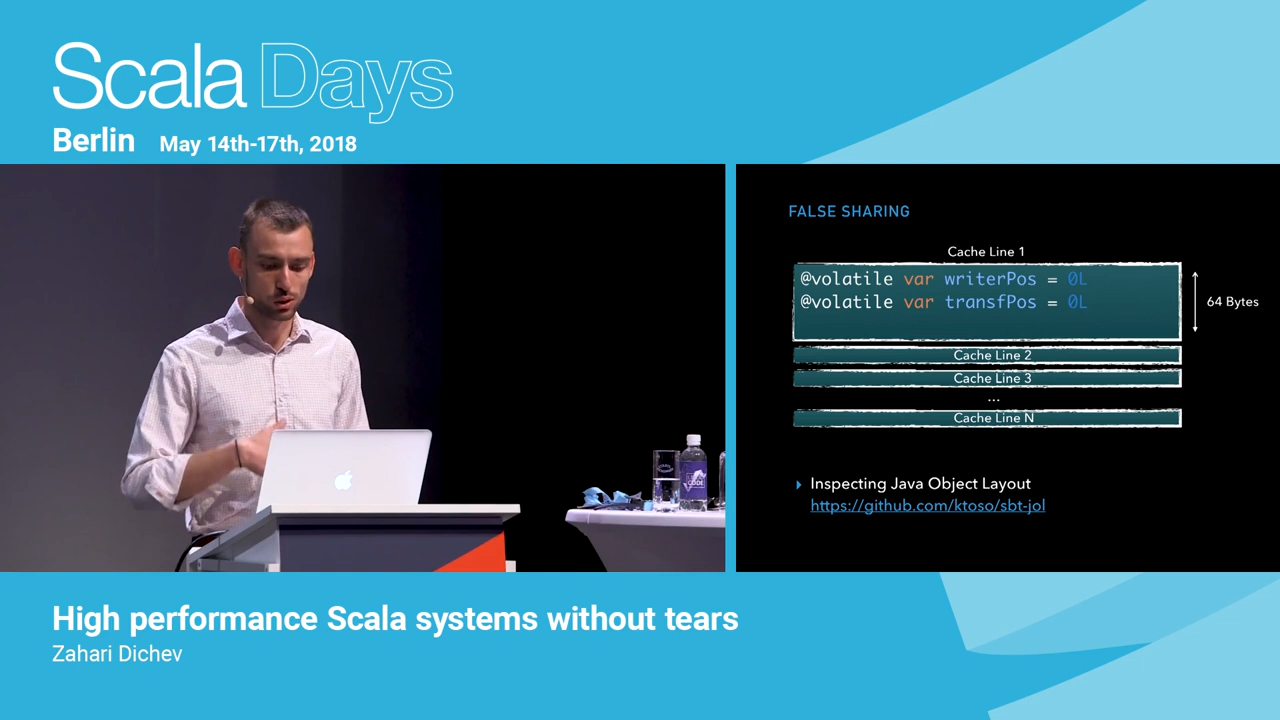 Scala Days
Berlin May 14th-17th, 2018
FALSE SHARING
Cache Line 1
@volatile var writerPos = 0L
@volatile var transfPos = 0L
64 Bytes
Cache Line 2
Cache Line 3
...
Cache Line N
Inspecting Java Object Layout
https://github.com/ktoso/sbt-jol
CODE
High performance Scala systems without tears
Zahari Dichev